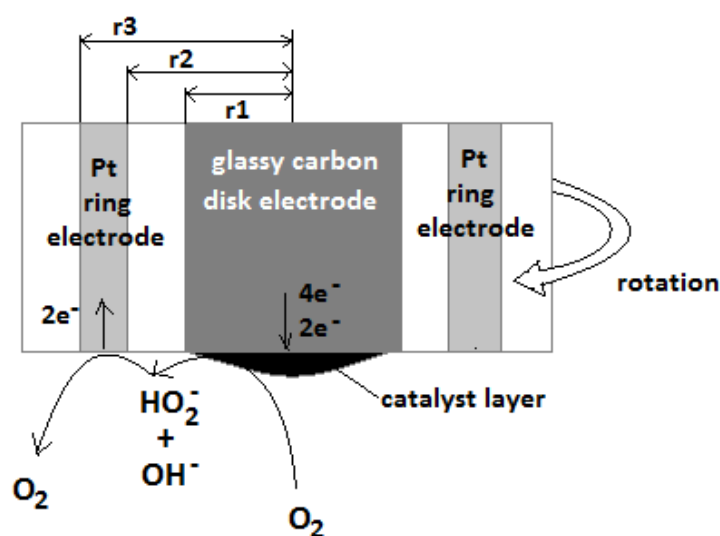 r3
r2
r1
Pt
ring
electrode
glassy carbon
disk electrode
Pt
ring
electrode
rotation
4e⁻
2e⁻
2e⁻
catalyst layer
HO₂⁻
+
OH⁻
O₂
O₂